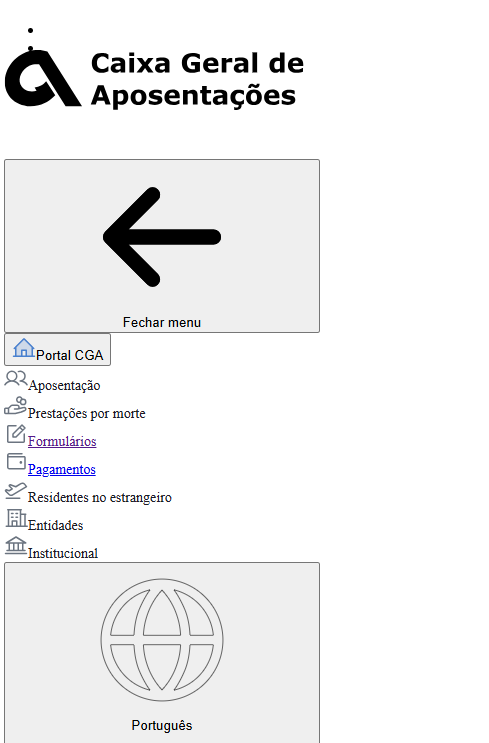 Caixa Geral de
Aposentações
Fechar menu
Portal CGA
Aposentação
Prestações por morte
Formulários
Pagamentos
Residentes no estrangeiro
Entidades
Institucional
Português